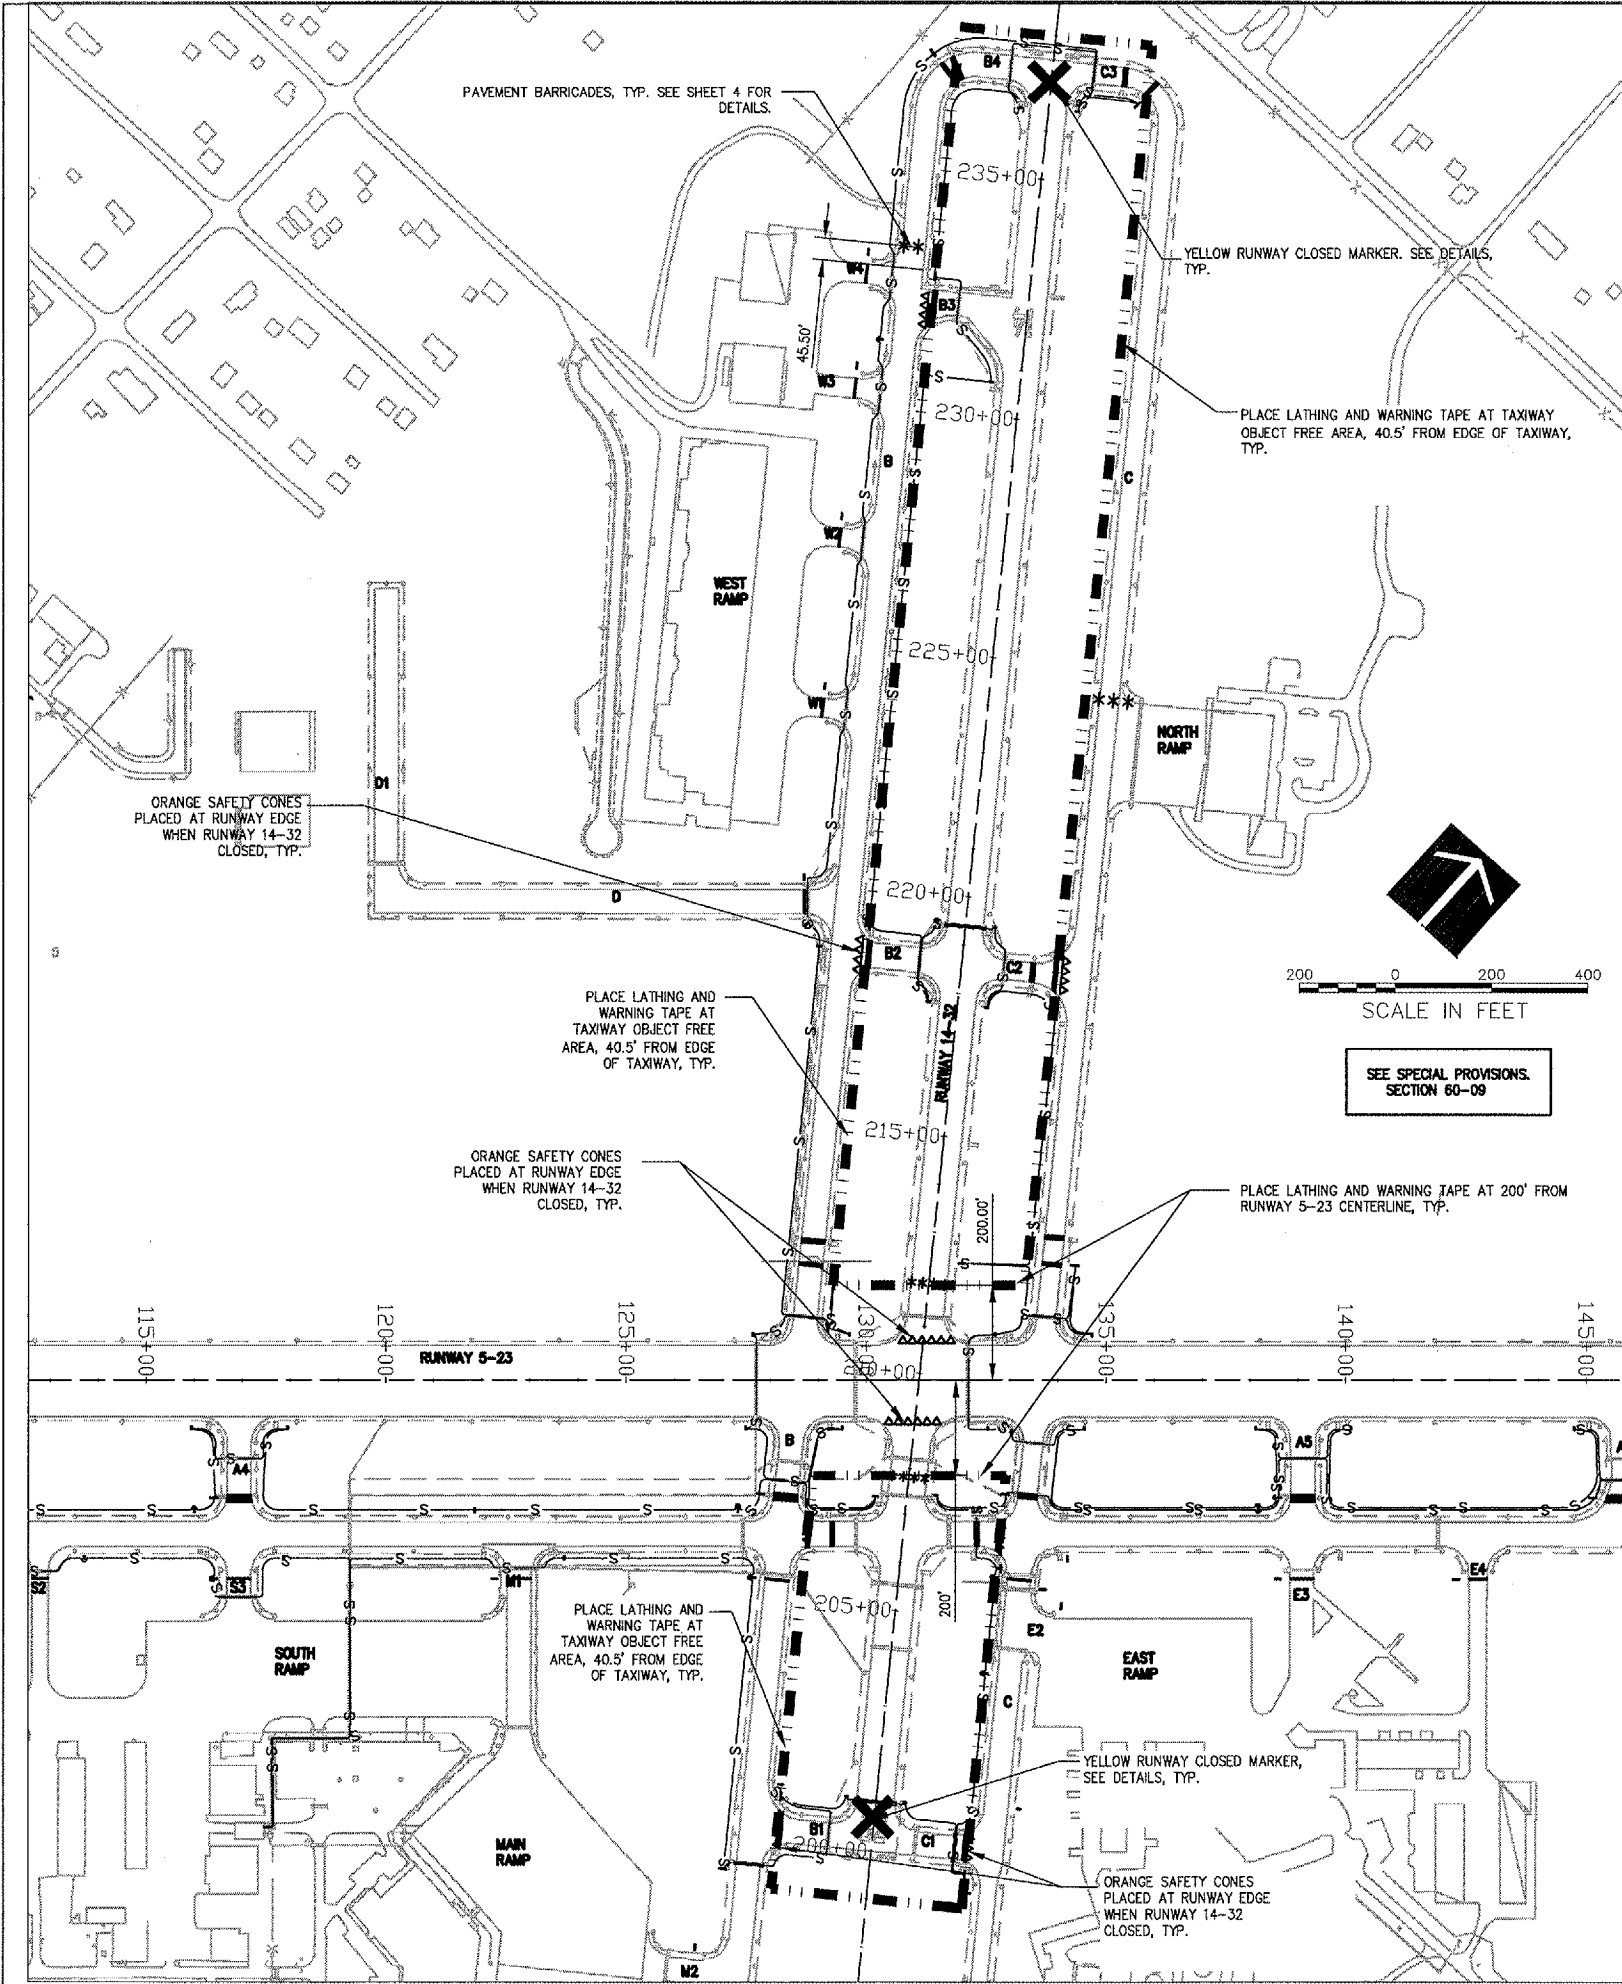 B4
C3
PAVEMENT BARRICADES, TYP. SEE SHEET 4 FOR
DETAILS.
235+00
YELLOW RUNWAY CLOSED MARKER. SEE DETAILS,
TYP.
W4
B3
45.50'
W3
230+00
PLACE LATHING AND WARNING TAPE AT TAXIWAY
OBJECT FREE AREA, 40.5' FROM EDGE OF TAXIWAY,
TYP.
B
C
W2
WEST
RAMP
225+00
W1
NORTH
RAMP
D1
ORANGE SAFETY CONES
PLACED AT RUNWAY EDGE
WHEN RUNWAY 14-32
CLOSED, TYP.
D
220+00
B2
C2
200 0 200 400
SCALE IN FEET
PLACE LATHING AND
WARNING TAPE AT
TAXIWAY OBJECT FREE
AREA, 40.5' FROM EDGE
OF TAXIWAY, TYP.
RUNWAY 14-32
SEE SPECIAL PROVISIONS.
SECTION 60-09
215+00
ORANGE SAFETY CONES
PLACED AT RUNWAY EDGE
WHEN RUNWAY 14-32
CLOSED, TYP.
200.00'
PLACE LATHING AND WARNING TAPE AT 200' FROM
RUNWAY 5-23 CENTERLINE, TYP.
115+00
120+00
125+00
130+00
135+00
140+00
145+00
RUNWAY 5-23
B
A4
A5
S2
S3
M1
E3
E4
205+00
200'
PLACE LATHING AND
WARNING TAPE AT
TAXIWAY OBJECT FREE
AREA, 40.5' FROM EDGE
OF TAXIWAY, TYP.
E2
SOUTH
RAMP
EAST
RAMP
C
YELLOW RUNWAY CLOSED MARKER,
SEE DETAILS, TYP.
B1
C1
200+00
MAIN
RAMP
ORANGE SAFETY CONES
PLACED AT RUNWAY EDGE
WHEN RUNWAY 14-32
CLOSED, TYP.
M2